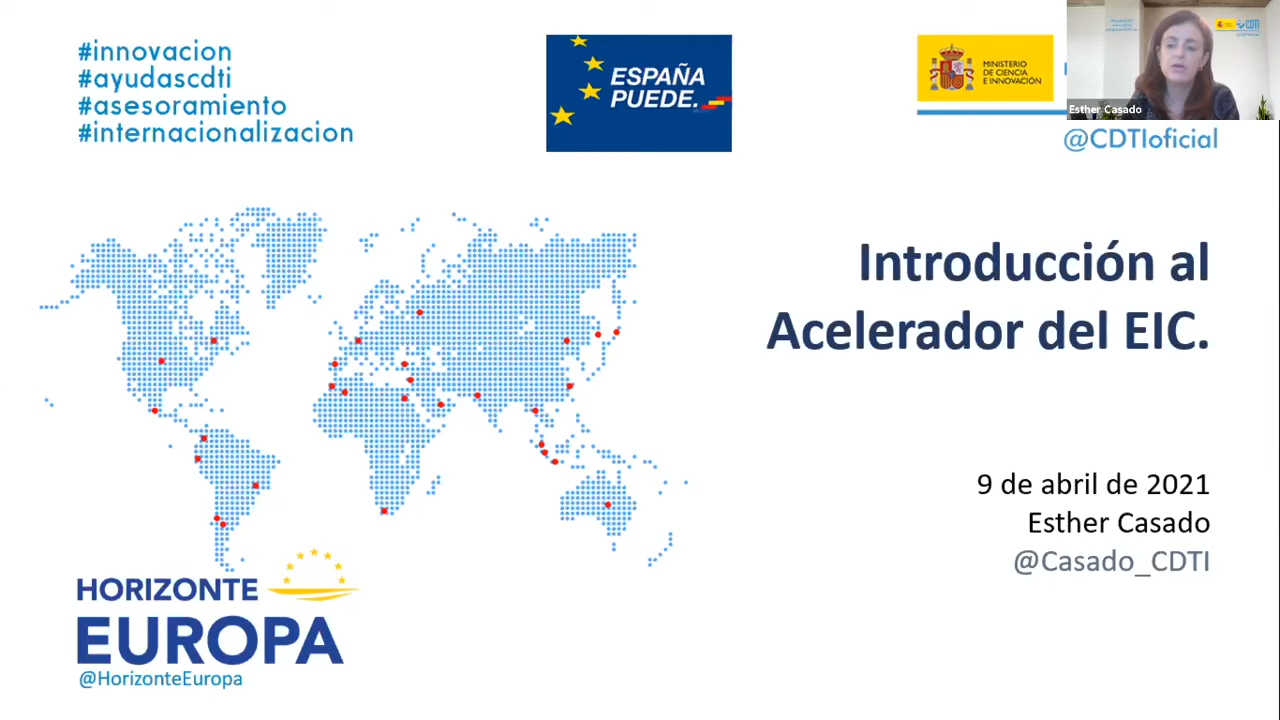 #innovacion
#ayudascdti
#asesoramiento
#internacionalizacion
ESPAÑA
PUEDE.
MINISTERIO
DE CIENCIA
E INNOVACIÓN
CDTI
Esther Casado
@CDTIoficial
Introducción al
Acelerador del EIC.
9 de abril de 2021
Esther Casado
@Casado_CDTI
HORIZONTE
EUROPA
@HorizonteEuropa